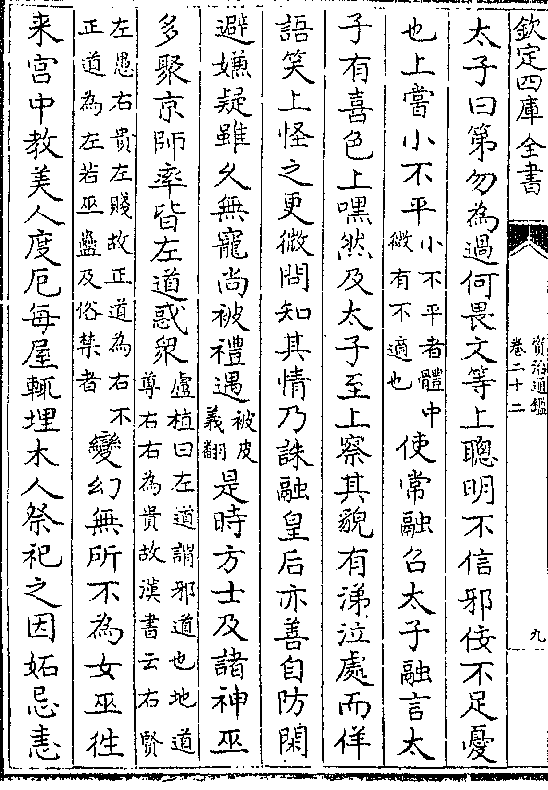 欽定四庫全書
資治通鑑
卷二十二
九
太子曰第勿為過何畏文等上聰明不信邪佞不足憂
也上嘗小不平小不平者體中
微有不適也使常融召太子融言太
子有喜色上嘿然及太子至上察其貌有涕泣處而佯
語笑上怪之更微問知其情乃誅融皇后亦善自防閑
避嫌疑雖久無寵尚被禮遇被皮
義翻是時方士及諸神巫
多聚京師率皆左道惑衆盧植曰左道謂邪道也地道
尊右右為貴故漢書云右賢
左愚右貴左賤故正道為右不
正道為左若巫蠱及俗禁者變幻無所不為女巫往
来宫中教美人度厄每屋輒埋木人祭祀之因妬忌恚